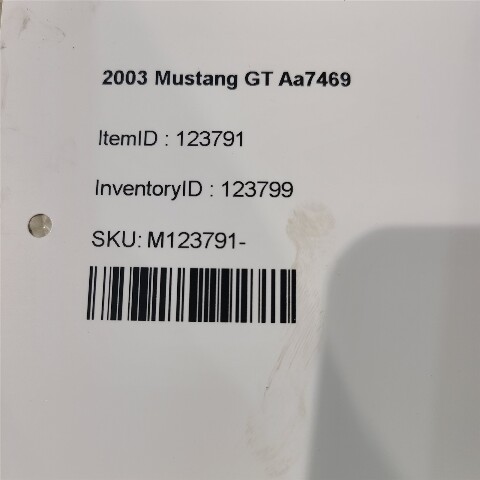 2003 Mustang GT Aa7469
ItemID : 123791
InventoryID : 123799
SKU: M123791-